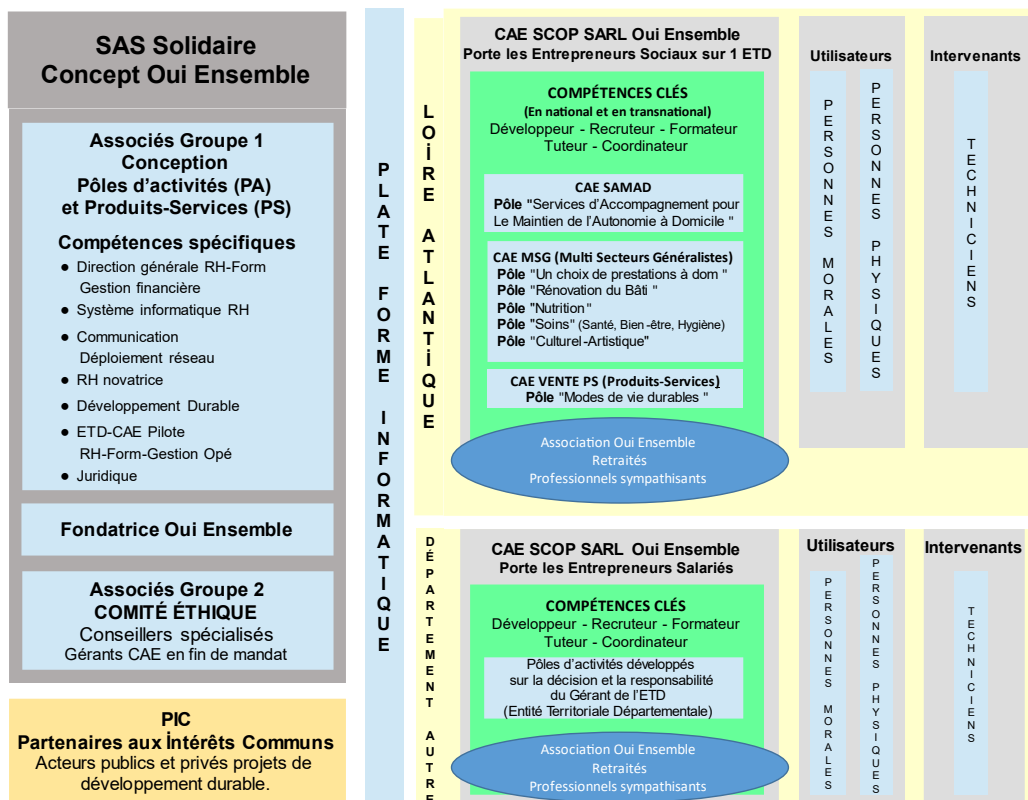 SAS Solidaire
Concept Oui Ensemble
Associés Groupe 1
Conception
Pôles d'activités (PA)
et Produits-Services (PS)
Compétences spécifiques
● Direction générale RH-Form
Gestion financière
● Système informatique RH
● Communication
Déploiement réseau
● RH novatrice
● Développement Durable
● ETD-CAE Pilote
RH-Form-Gestion Opé
● Juridique
Fondatrice Oui Ensemble
Associés Groupe 2
COMITÉ ÉTHIQUE
Conseillers spécialisés
Gérants CAE en fin de mandat
PIC
Partenaires aux İntérêts Communs
Acteurs publics et privés projets de
développement durable.
PLATE FORME INFORMATIQUE
LOİRE ATLANTİQUE
CAE SCOP SARL Oui Ensemble
Porte les Entrepreneurs Sociaux sur 1 ETD
COMPÉTENCES CLÉS
(En national et en transnational)
Développeur - Recruteur - Formateur
Tuteur - Coordinateur
CAE SAMAD
Pôle "Services d'Accompagnement pour
Le Maintien de l'Autonomie à Domicile "
CAE MSG (Multi Secteurs Généralistes)
Pôle "Un choix de prestations à dom "
Pôle "Rénovation du Bâti "
Pôle "Nutrition "
Pôle "Soins" (Santé, Bien-être, Hygiène)
Pôle "Culturel-Artistique"
CAE VENTE PS (Produits-Services)
Pôle "Modes de vie durables "
Association Oui Ensemble
Retraités
Professionnels sympathisants
Utilisateurs
PERSONNES MORALES
PERSONNES PHYSIQUES
Intervenants
TECHNICIENS
DÉPARTEMENT AUTRE
CAE SCOP SARL Oui Ensemble
Porte les Entrepreneurs Salariés
COMPÉTENCES CLÉS
Développeur - Recruteur - Formateur
Tuteur - Coordinateur
Pôles d'activités développés
sur la décision et la responsabilité
du Gérant de l'ETD
(Entité Territoriale Départementale)
Association Oui Ensemble
Retraités
Professionnels sympathisants
Utilisateurs
PERSONNES MORALES
PERSONNES PHYSIQUES
Intervenants
TECHNICIENS